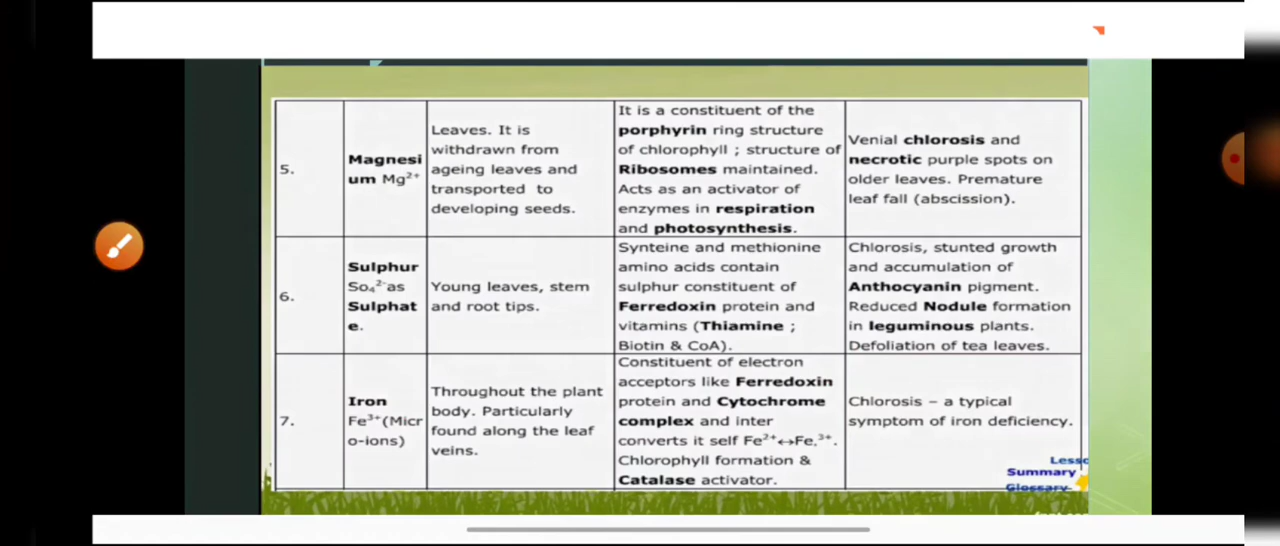 5.
Magnesi
um Mg²⁺
Leaves. It is
withdrawn from
ageing leaves and
transported to
developing seeds.
It is a constituent of the
porphyrin ring structure
of chlorophyll ; structure of
Ribosomes maintained.
Acts as an activator of
enzymes in respiration
and photosynthesis.
Venial chlorosis and
necrotic purple spots on
older leaves. Premature
leaf fall (abscission).
6.
Sulphur
So₄²⁻as
Sulphat
e.
Young leaves, stem
and root tips.
Synteine and methionine
amino acids contain
sulphur constituent of
Ferredoxin protein and
vitamins (Thiamine ;
Biotin & CoA).
Chlorosis, stunted growth
and accumulation of
Anthocyanin pigment.
Reduced Nodule formation
in leguminous plants.
Defoliation of tea leaves.
7.
Iron
Fe³⁺(Micr
o-ions)
Throughout the plant
body. Particularly
found along the leaf
veins.
Constituent of electron
acceptors like Ferredoxin
protein and Cytochrome
complex and inter
converts it self Fe²⁺↔Fe,³⁺.
Chlorophyll formation &
Catalase activator.
Chlorosis – a typical
symptom of iron deficiency.
Lesso
Summary
Glossary